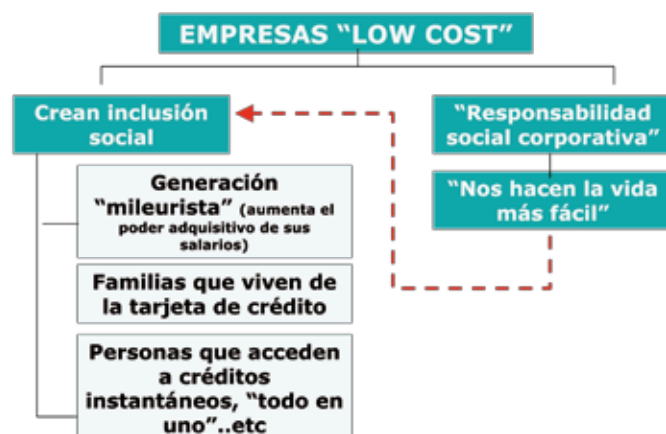 EMPRESAS “LOW COST”
Crean inclusión
social
“Responsabilidad
social corporativa”
Generación
“mileurista” (aumenta el
poder adquisitivo de sus
salarios)
“Nos hacen la vida
más fácil”
Familias que viven de
la tarjeta de crédito
Personas que acceden
a créditos
instantáneos, “todo en
uno”..etc